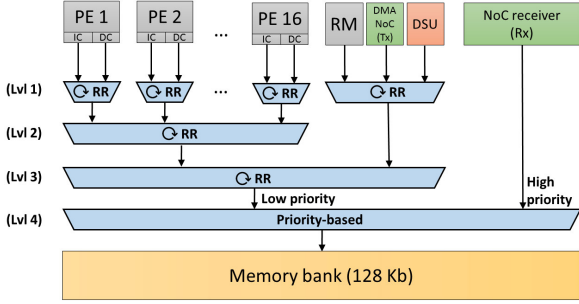 PE 1
PE 2
...
PE 16
RM
DMA
NoC
(Tx)
DSU
NoC receiver
(Rx)
IC DC
IC DC
IC DC
(Lvl 1)
RR
RR
...
RR
RR
(Lvl 2)
RR
(Lvl 3)
RR
Low priority
High
priority
(Lvl 4)
Priority-based
Memory bank (128 Kb)